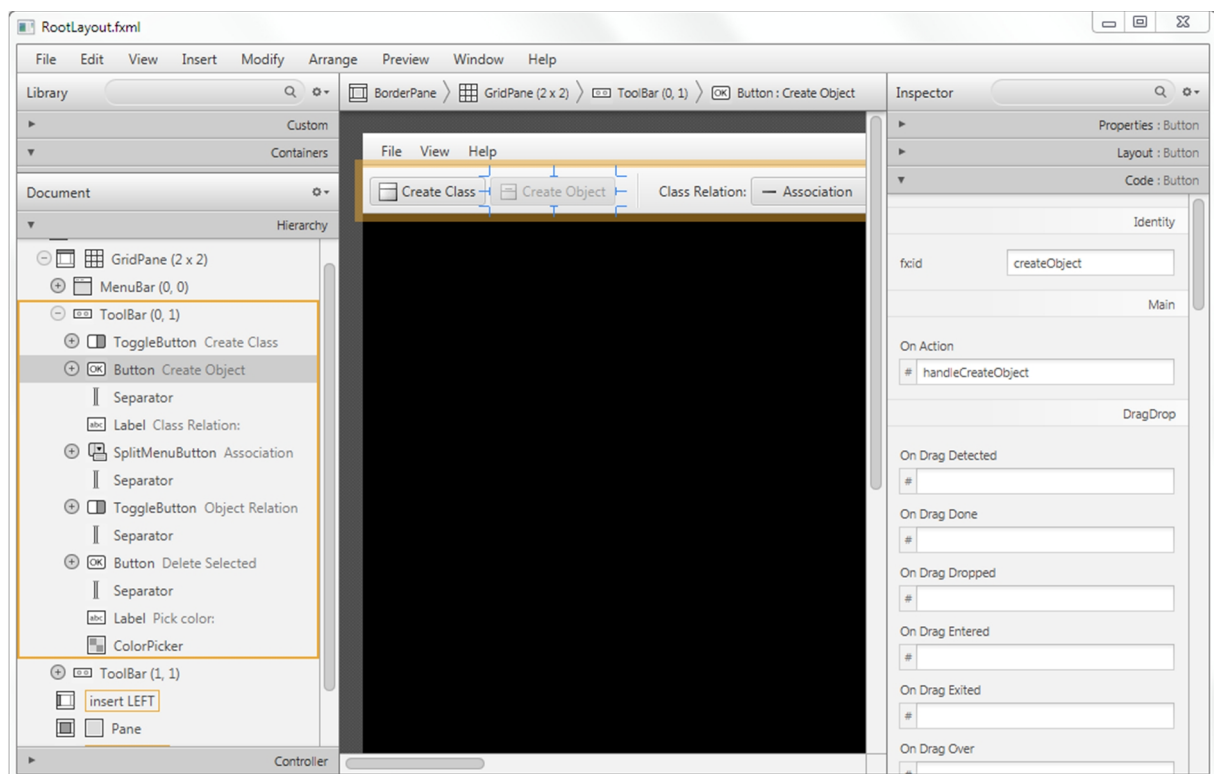 RootLayout.fxml
File Edit View Insert Modify Arrange Preview Window Help
Library
Custom
Containers
Document
Hierarchy
GridPane (2 x 2)
MenuBar (0, 0)
ToolBar (0, 1)
ToggleButton Create Class
OK Button Create Object
Separator
abc Label Class Relation:
SplitMenuButton Association
Separator
ToggleButton Object Relation
Separator
OK Button Delete Selected
Separator
abc Label Pick color:
ColorPicker
ToolBar (1, 1)
insert LEFT
Pane
Controller
BorderPane GridPane (2 x 2) ToolBar (0, 1) OK Button : Create Object
File View Help
Create Class Create Object Class Relation: Association
Inspector
Properties : Button
Layout : Button
Code : Button
Identity
fx:id createObject
Main
On Action
# handleCreateObject
DragDrop
On Drag Detected
#
On Drag Done
#
On Drag Dropped
#
On Drag Entered
#
On Drag Exited
#
On Drag Over
#